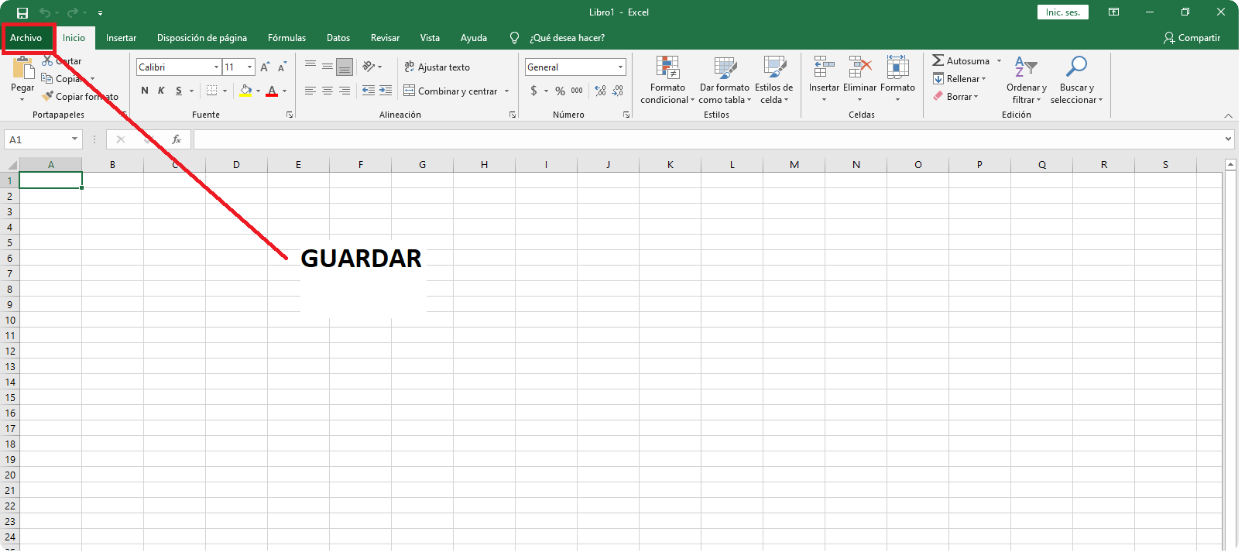 Libro1 - Excel
Inic. ses.
Archivo Inicio Insertar Disposición de página Fórmulas Datos Revisar Vista Ayuda ¿Qué desea hacer? Compartir
Pegar
Cortar
Copiar
Copiar formato
Portapapeles
Calibri 11
N K S
A
Fuente
Ajustar texto
Combinar y centrar
Alineación
General
$ % 000
Número
Formato condicional
Dar formato como tabla
Estilos de celda
Estilos
Insertar Eliminar Formato
Celdas
Autosuma
Rellenar
Borrar
Ordenar y filtrar
Buscar y seleccionar
Edición
A1
fx
A B C D E F G H I J K L M N O P Q R S
1
2
3
4
5
6
7
8
9
10
11
12
13
14
15
16
17
18
19
20
21
22
23
24
GUARDAR